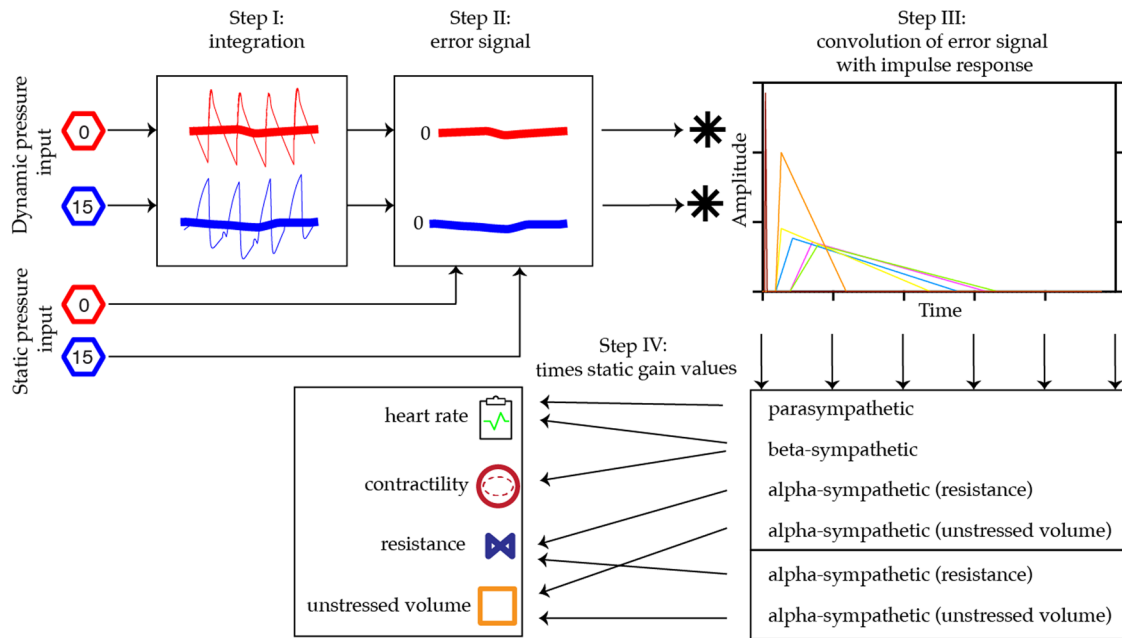 Step I:
integration
Step II:
error signal
Step III:
convolution of error signal
with impulse response
Dynamic pressure
input
0
15
0
0
Amplitude
Time
Static pressure
input
0
15
Step IV:
times static gain values
heart rate
contractility
resistance
unstressed volume
parasympathetic
beta-sympathetic
alpha-sympathetic (resistance)
alpha-sympathetic (unstressed volume)
alpha-sympathetic (resistance)
alpha-sympathetic (unstressed volume)